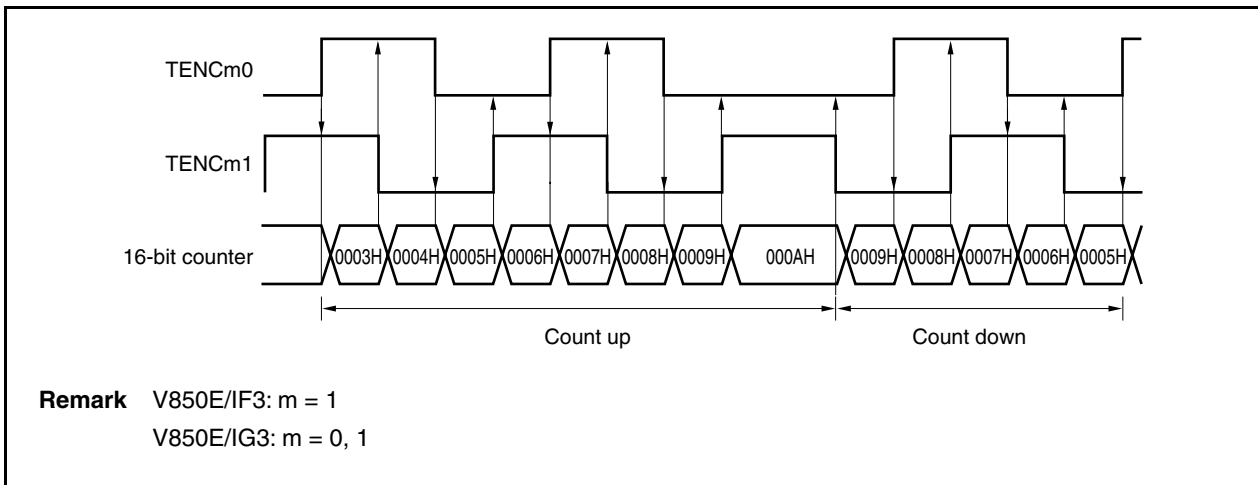 TENCm0
TENCm1
16-bit counter 0003H 0004H 0005H 0006H 0007H 0008H 0009H 000AH 0009H 0008H 0007H 0006H 0005H
Count up Count down
Remark V850E/IF3: m = 1
V850E/IG3: m = 0, 1